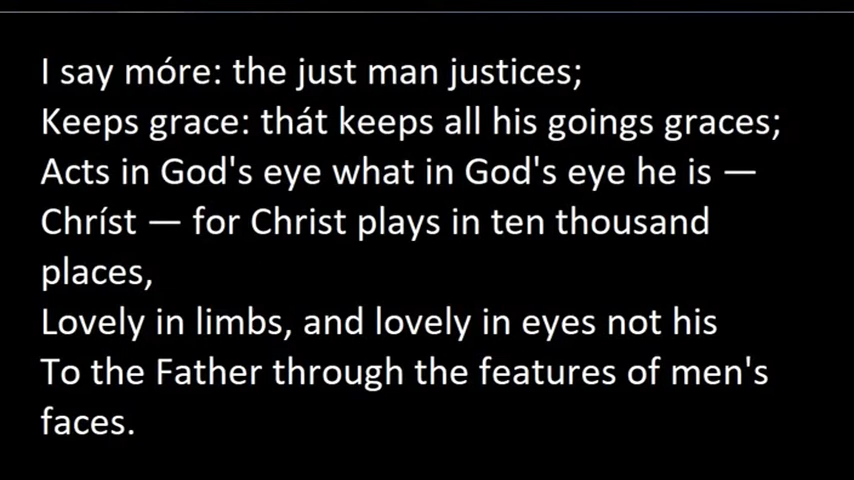 I say móre: the just man justices;
Keeps grace: thát keeps all his goings graces;
Acts in God's eye what in God's eye he is —
Chríst — for Christ plays in ten thousand
places,
Lovely in limbs, and lovely in eyes not his
To the Father through the features of men's
faces.